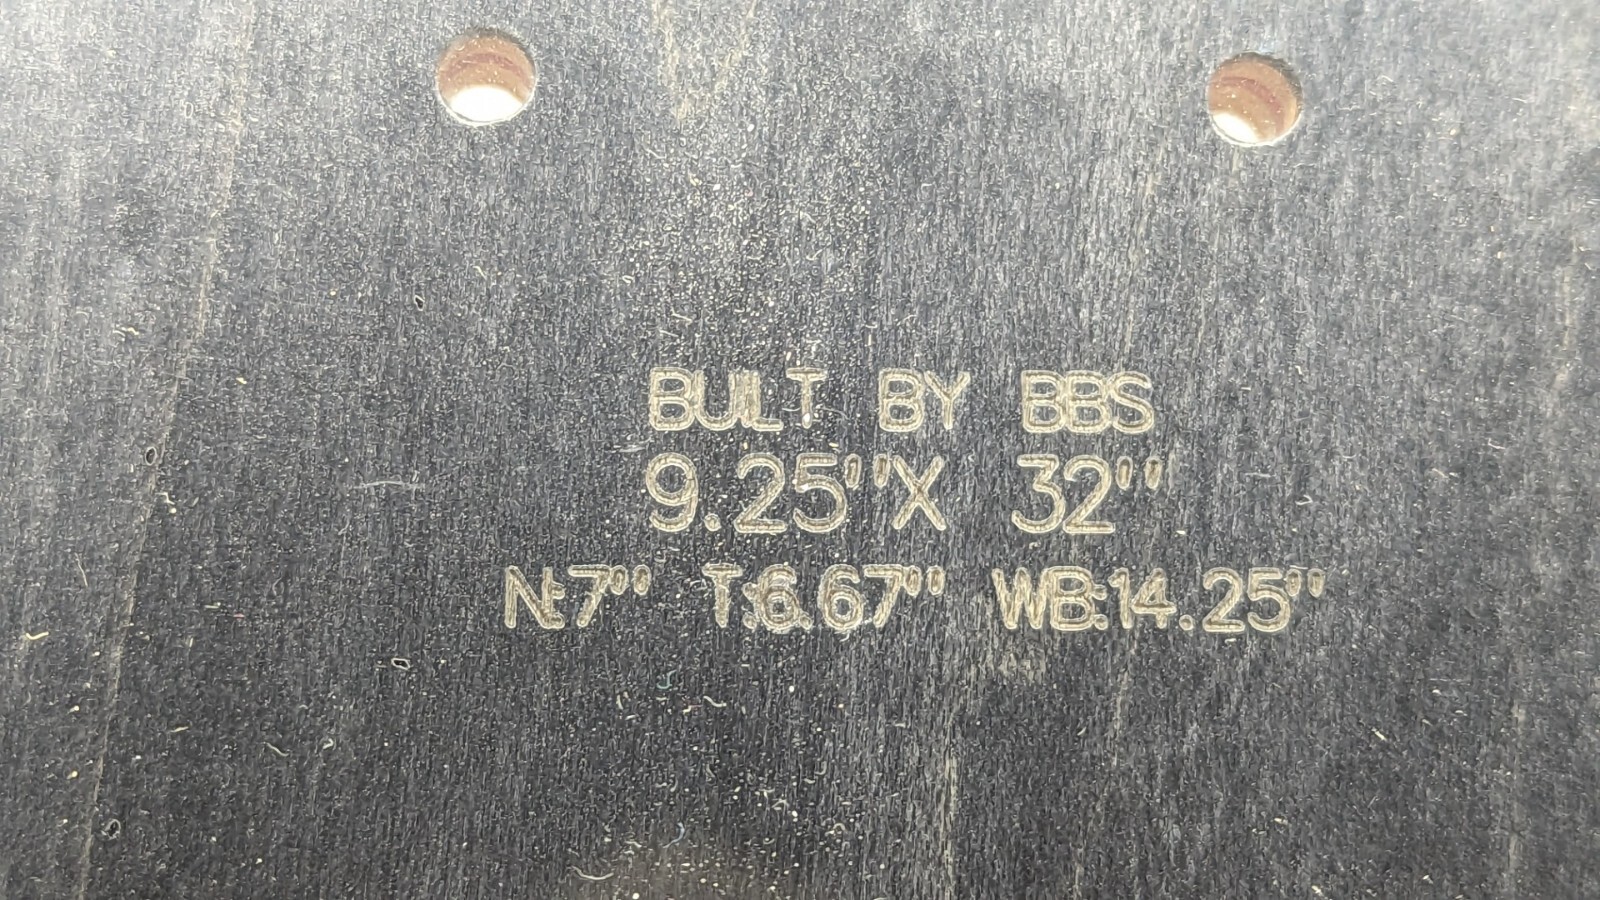 BUILT BY BBS
9.25"X 32"
N:7" T:6.67" WB:14.25"